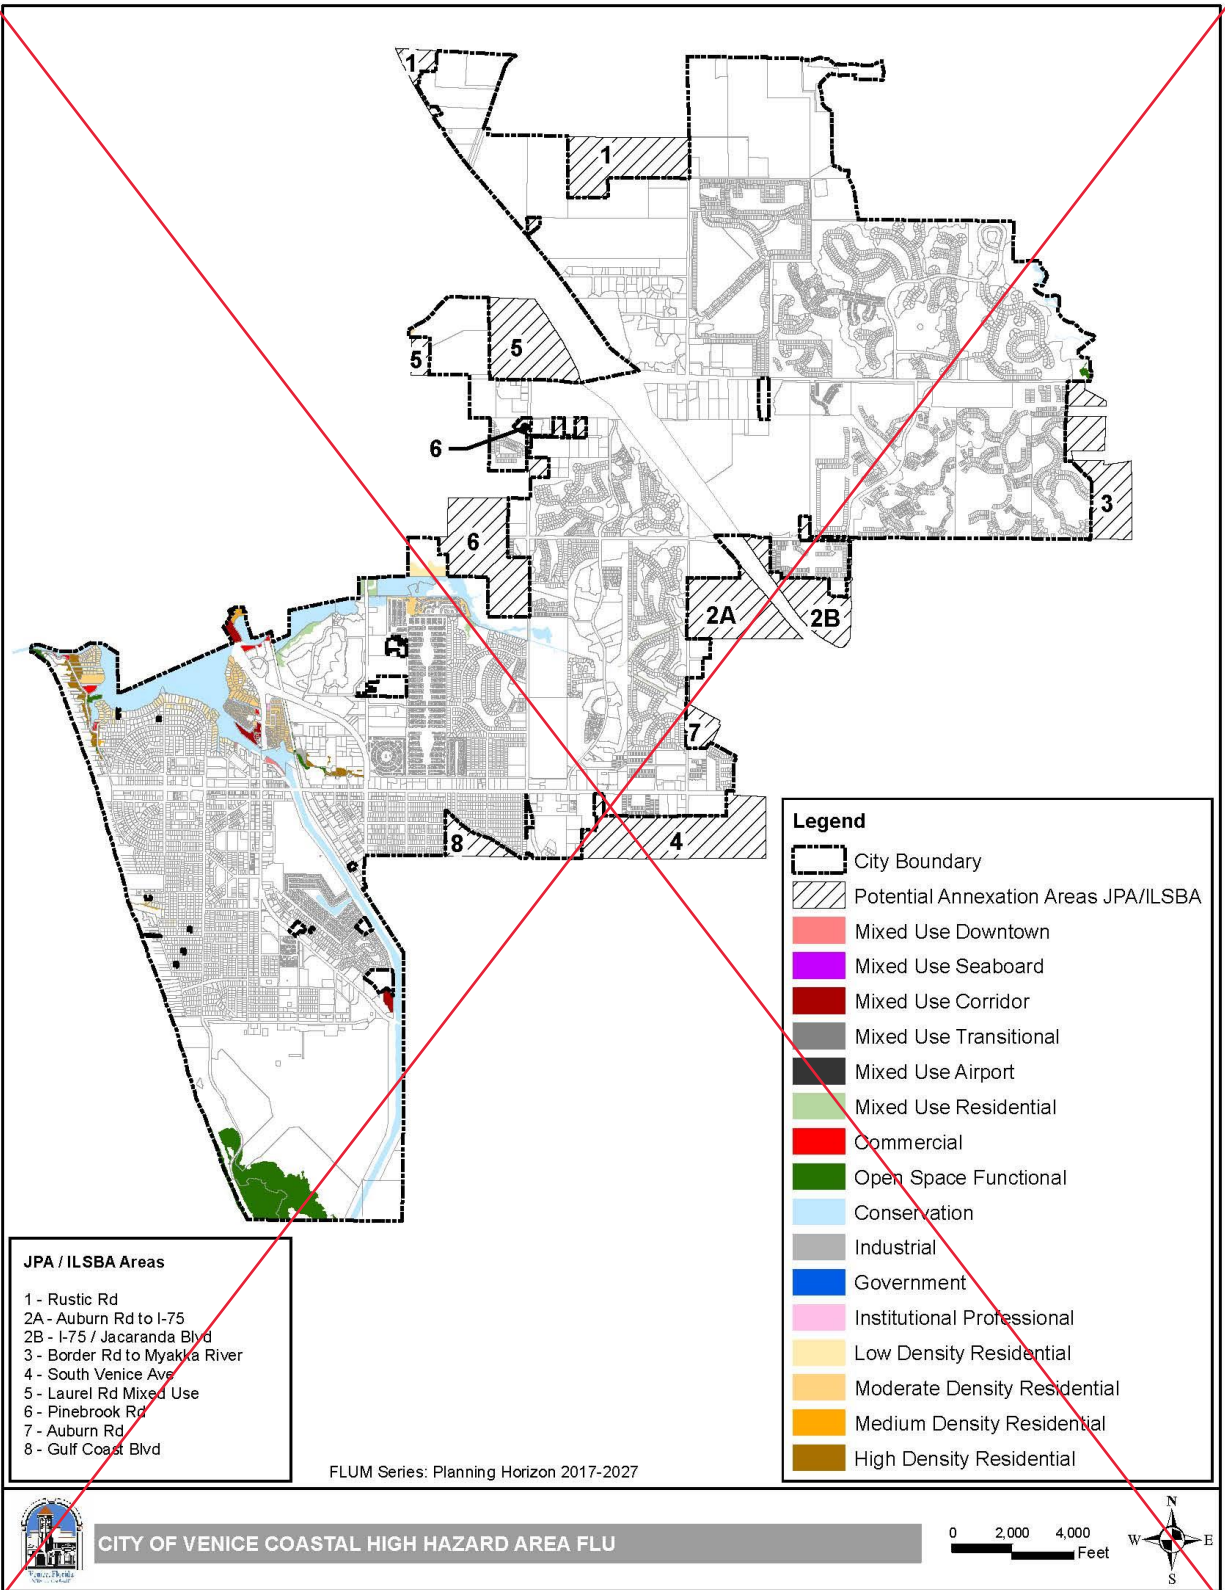 1
1
5
5
6
3
6
2A
2B
7
4
8
Legend
City Boundary
Potential Annexation Areas JPA/ILSBA
Mixed Use Downtown
Mixed Use Seaboard
Mixed Use Corridor
Mixed Use Transitional
Mixed Use Airport
Mixed Use Residential
Commercial
Open Space Functional
Conservation
Industrial
Government
Institutional Professional
Low Density Residential
Moderate Density Residential
Medium Density Residential
High Density Residential
JPA / ILSBA Areas
1 - Rustic Rd
2A - Auburn Rd to I-75
2B - I-75 / Jacaranda Blvd
3 - Border Rd to Myakka River
4 - South Venice Ave
5 - Laurel Rd Mixed Use
6 - Pinebrook Rd
7 - Auburn Rd
8 - Gulf Coast Blvd
FLUM Series: Planning Horizon 2017-2027
Venice, Florida
CITY OF VENICE COASTAL HIGH HAZARD AREA FLU
0 2,000 4,000
Feet
N
W E
S